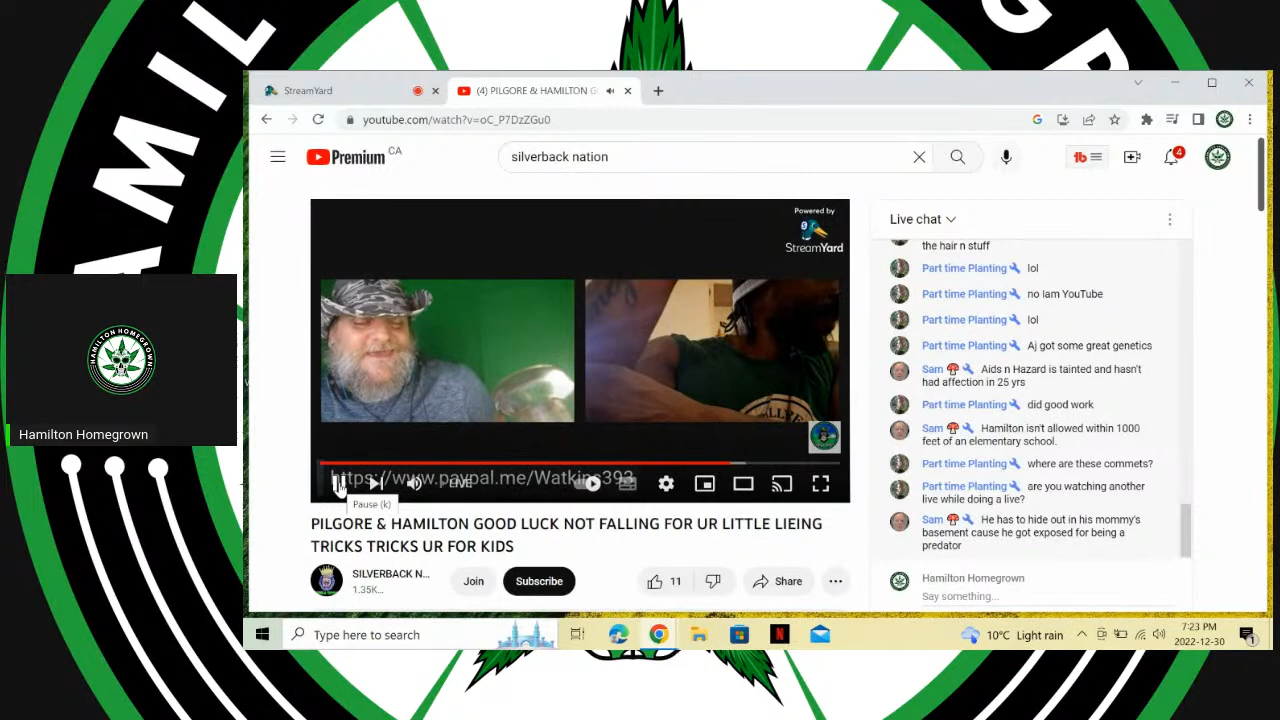 AMIL
GR
StreamYard
(4) PILGORE & HAMILTON G
youtube.com/watch?v=oC_P7DzZGu0
Premium CA
silverback nation
4
Powered by
StreamYard
https://www.paypal.me/Watkins393
LIVE
Pause (k)
HAMILTON HOMEGROWN
Hamilton Homegrown
PILGORE & HAMILTON GOOD LUCK NOT FALLING FOR UR LITTLE LIEING
TRICKS TRICKS UR FOR KIDS
SILVERBACK N...
1.35K...
Join
Subscribe
11
Share
Live chat
the hair n stuff
Part time Planting lol
Part time Planting no Iam YouTube
Part time Planting lol
Part time Planting Aj got some great genetics
Sam Aids n Hazard is tainted and hasn't
had affection in 25 yrs
Part time Planting did good work
Sam Hamilton isn't allowed within 1000
feet of an elementary school.
Part time Planting where are these commets?
Part time Planting are you watching another
live while doing a live?
Sam He has to hide out in his mommy's
basement cause he got exposed for being a
predator
Hamilton Homegrown
Say something...
Type here to search
10°C Light rain
7:23 PM
2022-12-30
1